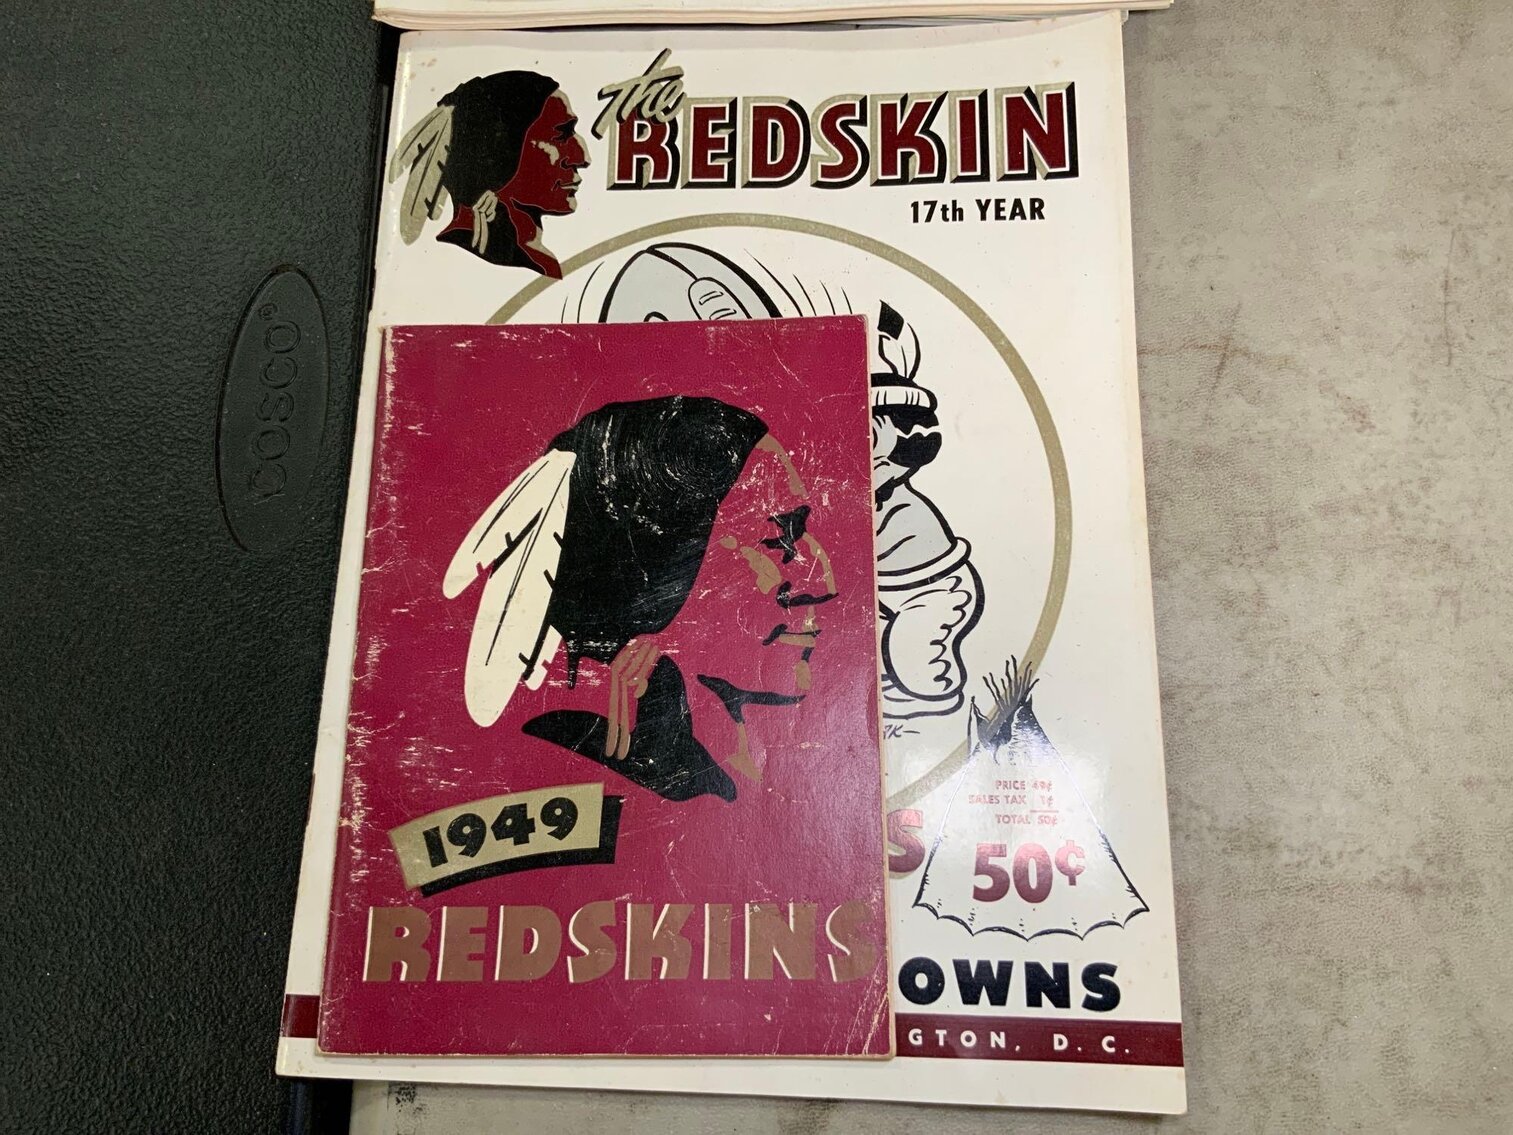 The REDSKIN
17th YEAR
COSCO®
1949
REDSKINS
S
PRICE 49¢
SALES TAX 1¢
TOTAL 50¢
50¢
OWNS
GTON, D. C.